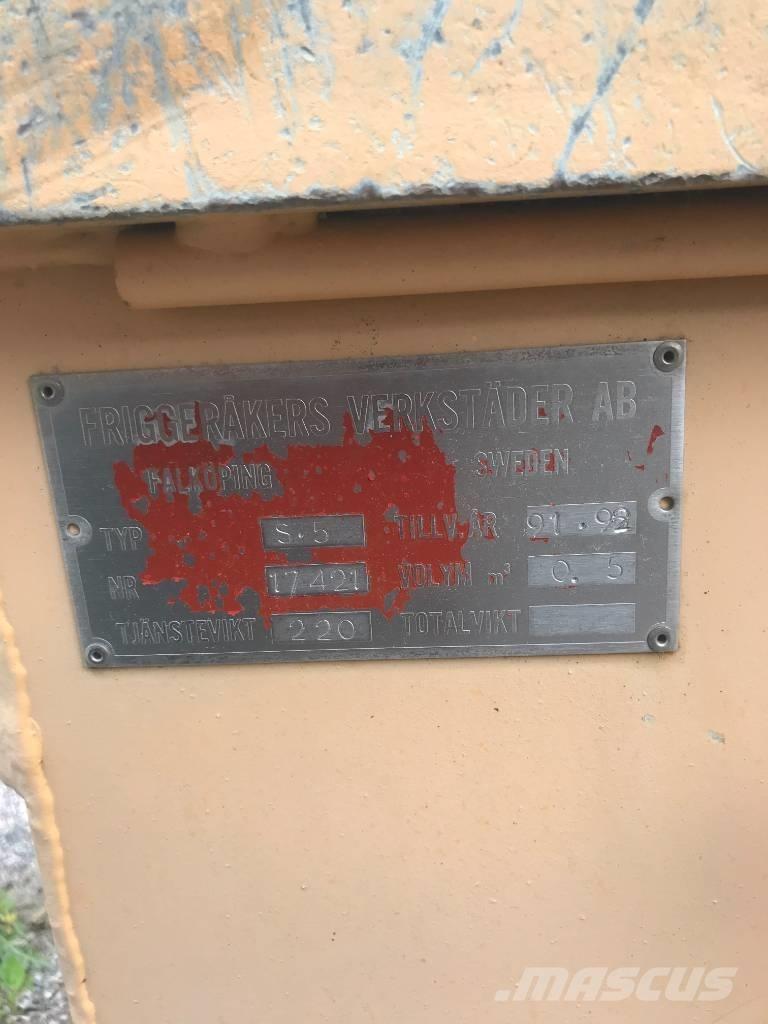 FRIGGERÅKERS VERKSTÄDER AB
FALKÖPING SWEDEN
TYP S.5 TILLV.ÅR 91.92
NR 17421 VOLYM m³ 0.5
TJÄNSTEVIKT 220 TOTALVIKT
MASCUS